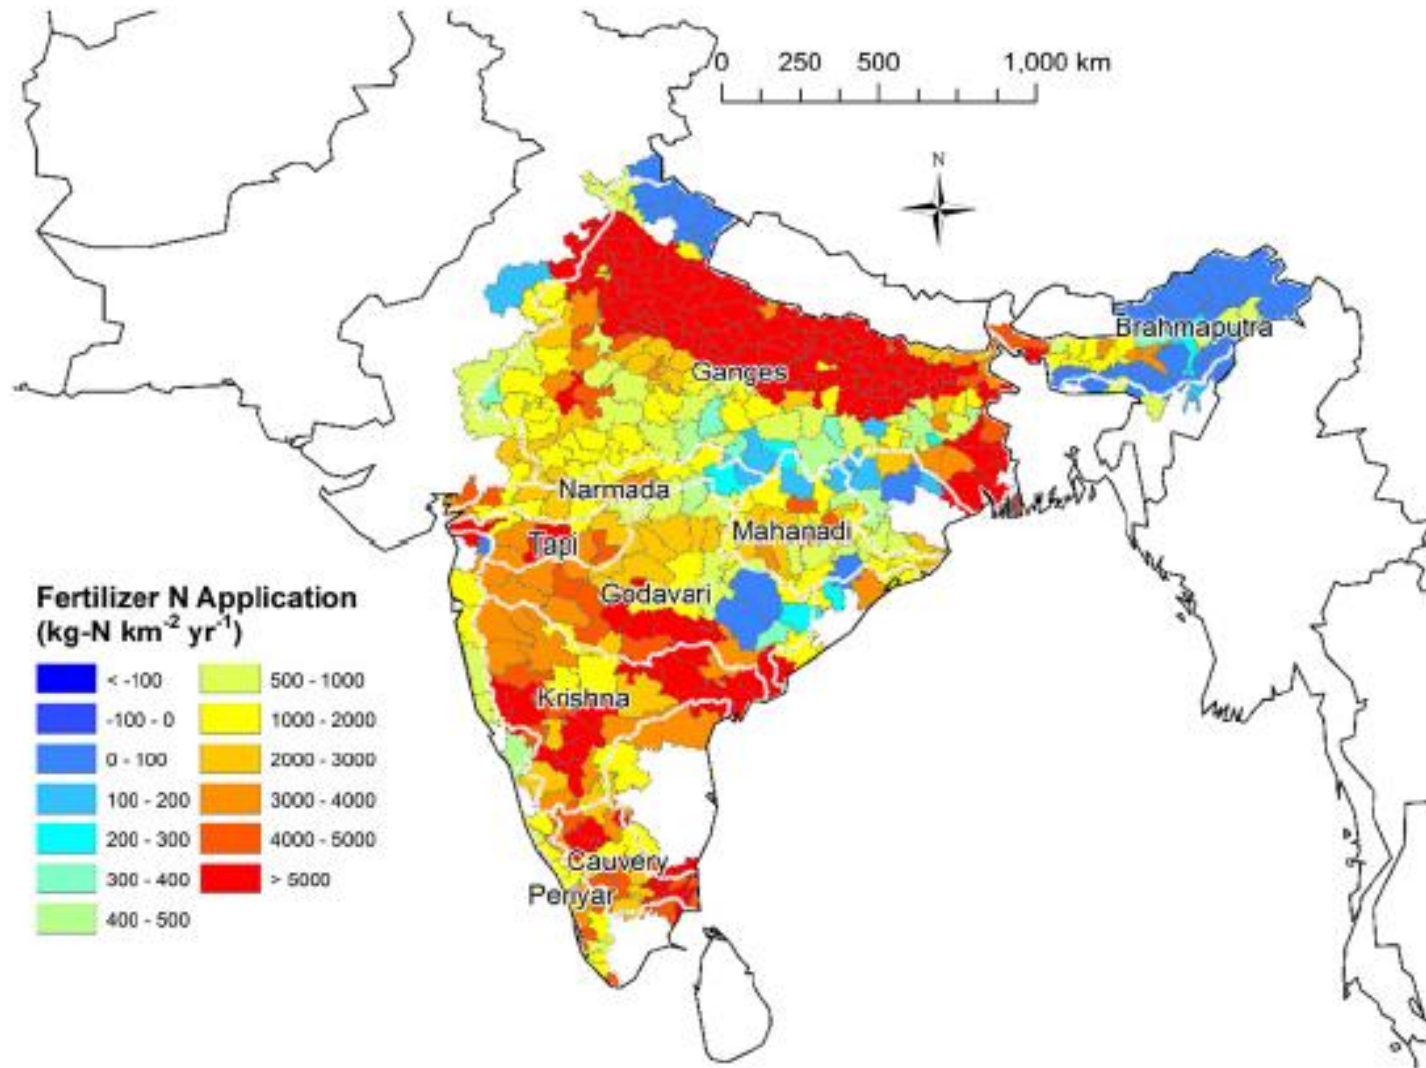 0 250 500 1,000 km
N
Brahmaputra
Ganges
Narmada
Mahanadi
Tapi
Godavari
Krishna
Cauvery
Periyar
Fertilizer N Application
(kg-N km-2 yr-1)
< -100
-100 - 0
0 - 100
100 - 200
200 - 300
300 - 400
400 - 500
500 - 1000
1000 - 2000
2000 - 3000
3000 - 4000
4000 - 5000
> 5000